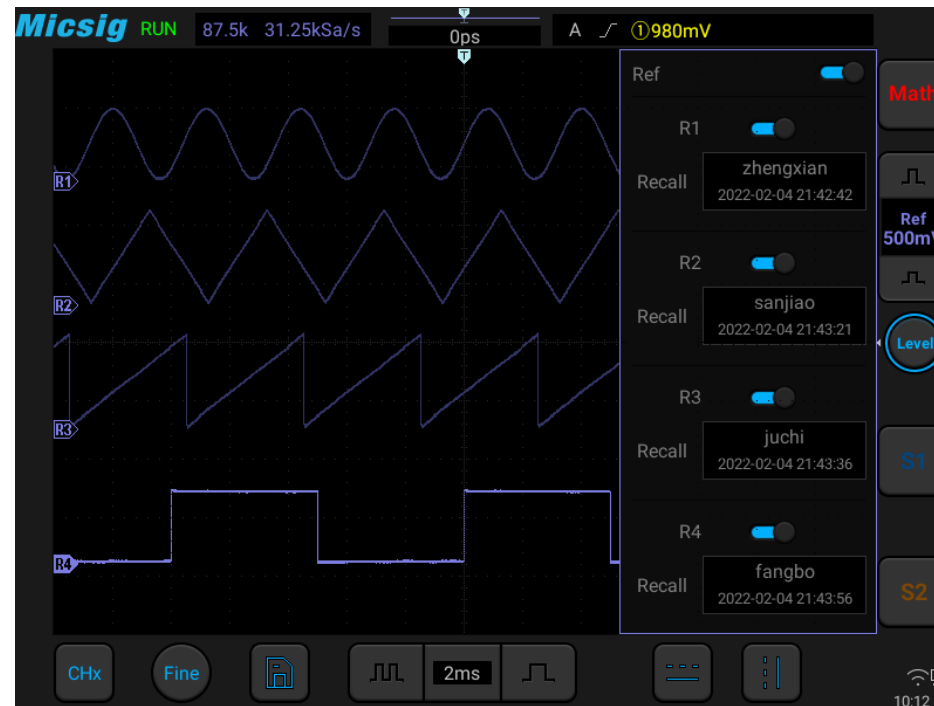 Micsig RUN 87.5k 31.25kSa/s 0ps A ①980mV
T
T
Ref
Math
R1
R1
Recall
zhengxian
2022-02-04 21:42:42
Ref
500mV
R2
R2
Recall
sanjiao
2022-02-04 21:43:21
Level
R3
R3
Recall
juchi
2022-02-04 21:43:36
S1
R4
R4
Recall
fangbo
2022-02-04 21:43:56
S2
CHx
Fine
2ms
10:12